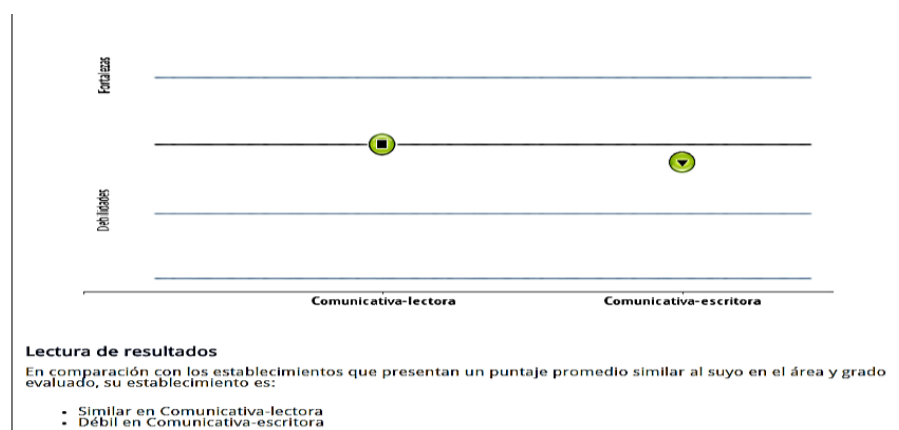 Fortalezas
Debilidades
Comunicativa-lectora
Comunicativa-escritora
Lectura de resultados
En comparación con los establecimientos que presentan un puntaje promedio similar al suyo en el área y grado
evaluado, su establecimiento es:
• Similar en Comunicativa-lectora
• Débil en Comunicativa-escritora